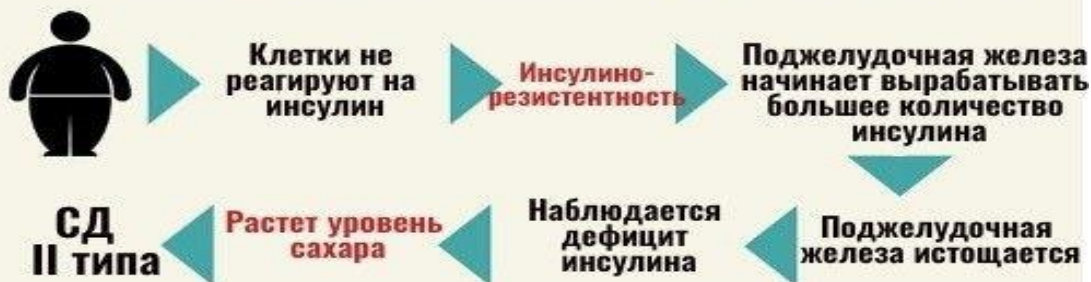 Клетки не
реагируют на
инсулин
Инсулино-
резистентность
Поджелудочная железа
начинает вырабатывать
большее количество
инсулина
Поджелудочная
железа истощается
Наблюдается
дефицит
инсулина
Растет уровень
сахара
СД
II типа